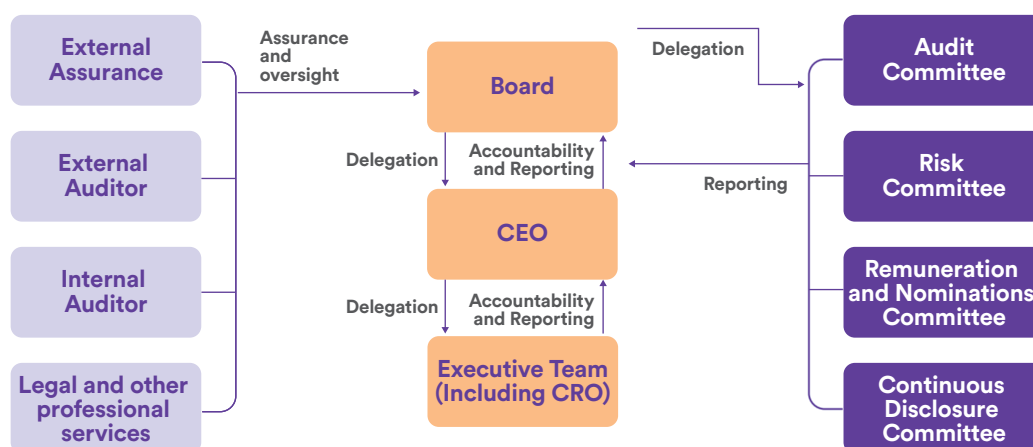 External
Assurance
External
Auditor
Internal
Auditor
Legal and other
professional
services
Assurance
and
oversight
Board
Delegation
Accountability
and Reporting
CEO
Delegation
Accountability
and Reporting
Executive Team
(Including CRO)
Delegation
Reporting
Audit
Committee
Risk
Committee
Remuneration
and Nominations
Committee
Continuous
Disclosure
Committee